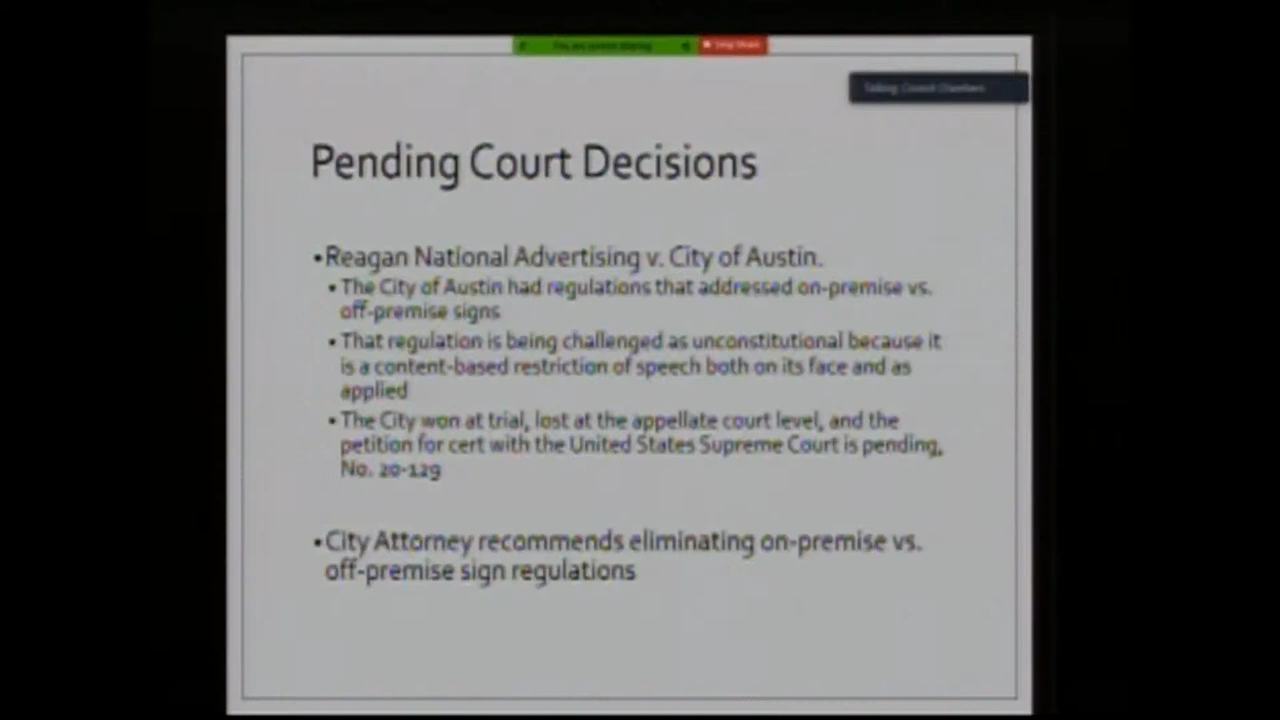 Talking: Council Chambers
Pending Court Decisions
•Reagan National Advertising v. City of Austin.
•The City of Austin had regulations that addressed on-premise vs.
off-premise signs
•That regulation is being challenged as unconstitutional because it
is a content-based restriction of speech both on its face and as
applied
•The City won at trial, lost at the appellate court level, and the
petition for cert with the United States Supreme Court is pending,
No. 20-129
•City Attorney recommends eliminating on-premise vs.
off-premise sign regulations